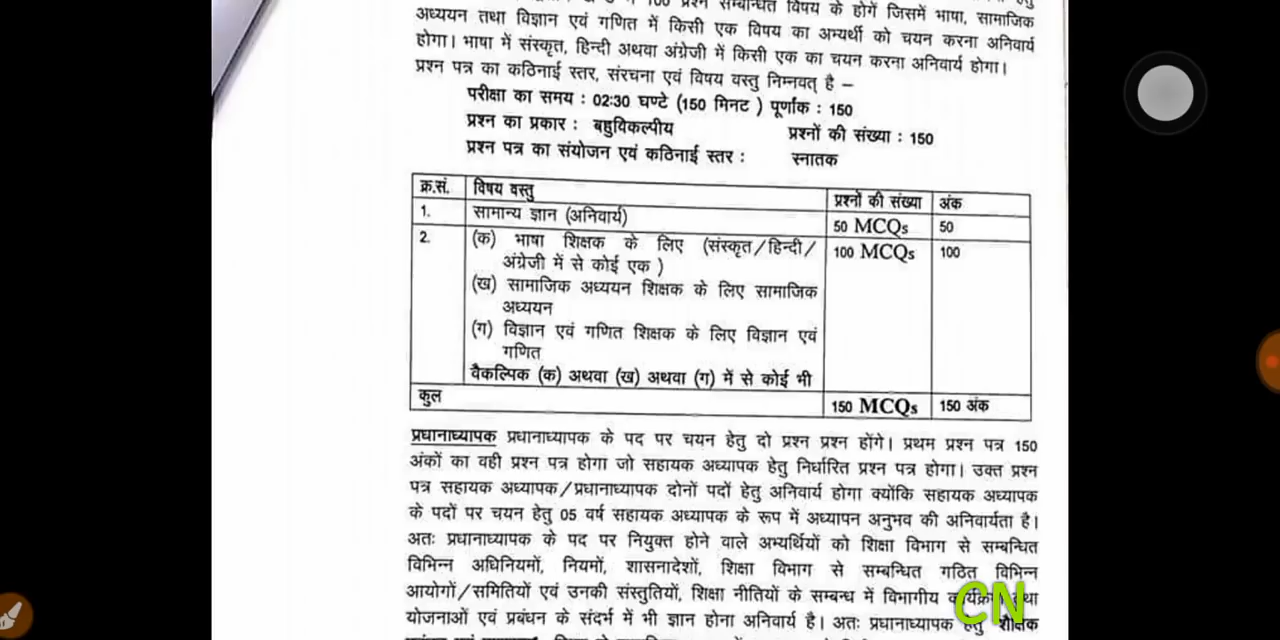 100 प्रश्न सम्बन्धित विषय के होगें जिसमें भाषा, सामाजिक
अध्ययन तथा विज्ञान एवं गणित में किसी एक विषय का अभ्यर्थी को चयन करना अनिवार्य
होगा। भाषा में संस्कृत, हिन्दी अथवा अंग्रेजी में किसी एक का चयन करना अनिवार्य होगा।
प्रश्न पत्र का कठिनाई स्तर, संरचना एवं विषय वस्तु निम्नवत् है –
परीक्षा का समय : 02:30 घण्टे (150 मिनट ) पूर्णांक : 150
प्रश्न का प्रकार : बहुविकल्पीय प्रश्नों की संख्या : 150
प्रश्न पत्र का संयोजन एवं कठिनाई स्तर : स्नातक
क्र.सं. विषय वस्तु प्रश्नों की संख्या अंक
1. सामान्य ज्ञान (अनिवार्य) 50 MCQs 50
2. (क) भाषा शिक्षक के लिए (संस्कृत/हिन्दी/ 100 MCQs 100
अंग्रेजी में से कोई एक )
(ख) सामाजिक अध्ययन शिक्षक के लिए सामाजिक
अध्ययन
(ग) विज्ञान एवं गणित शिक्षक के लिए विज्ञान एवं
गणित
वैकल्पिक (क) अथवा (ख) अथवा (ग) में से कोई भी
कुल 150 MCQs 150 अंक
प्रधानाध्यापक प्रधानाध्यापक के पद पर चयन हेतु दो प्रश्न प्रश्न होंगे। प्रथम प्रश्न पत्र 150
अंकों का वही प्रश्न पत्र होगा जो सहायक अध्यापक हेतु निर्धारित प्रश्न पत्र होगा। उक्त प्रश्न
पत्र सहायक अध्यापक/प्रधानाध्यापक दोनों पदों हेतु अनिवार्य होगा क्योंकि सहायक अध्यापक
के पदों पर चयन हेतु 05 वर्ष सहायक अध्यापक के रूप में अध्यापन अनुभव की अनिवार्यता है।
अतः प्रधानाध्यापक के पद पर नियुक्त होने वाले अभ्यर्थियों को शिक्षा विभाग से सम्बन्धित
विभिन्न अधिनियमों, नियमों, शासनादेशों, शिक्षा विभाग से सम्बन्धित गठित विभिन्न
आयोगों/समितियों एवं उनकी संस्तुतियों, शिक्षा नीतियों के सम्बन्ध में विभागीय
योजनाओं एवं प्रबंधन के संदर्भ में भी ज्ञान होना अनिवार्य है। अतः प्रधानाध्यापक हेतु शैक्षिक
CN